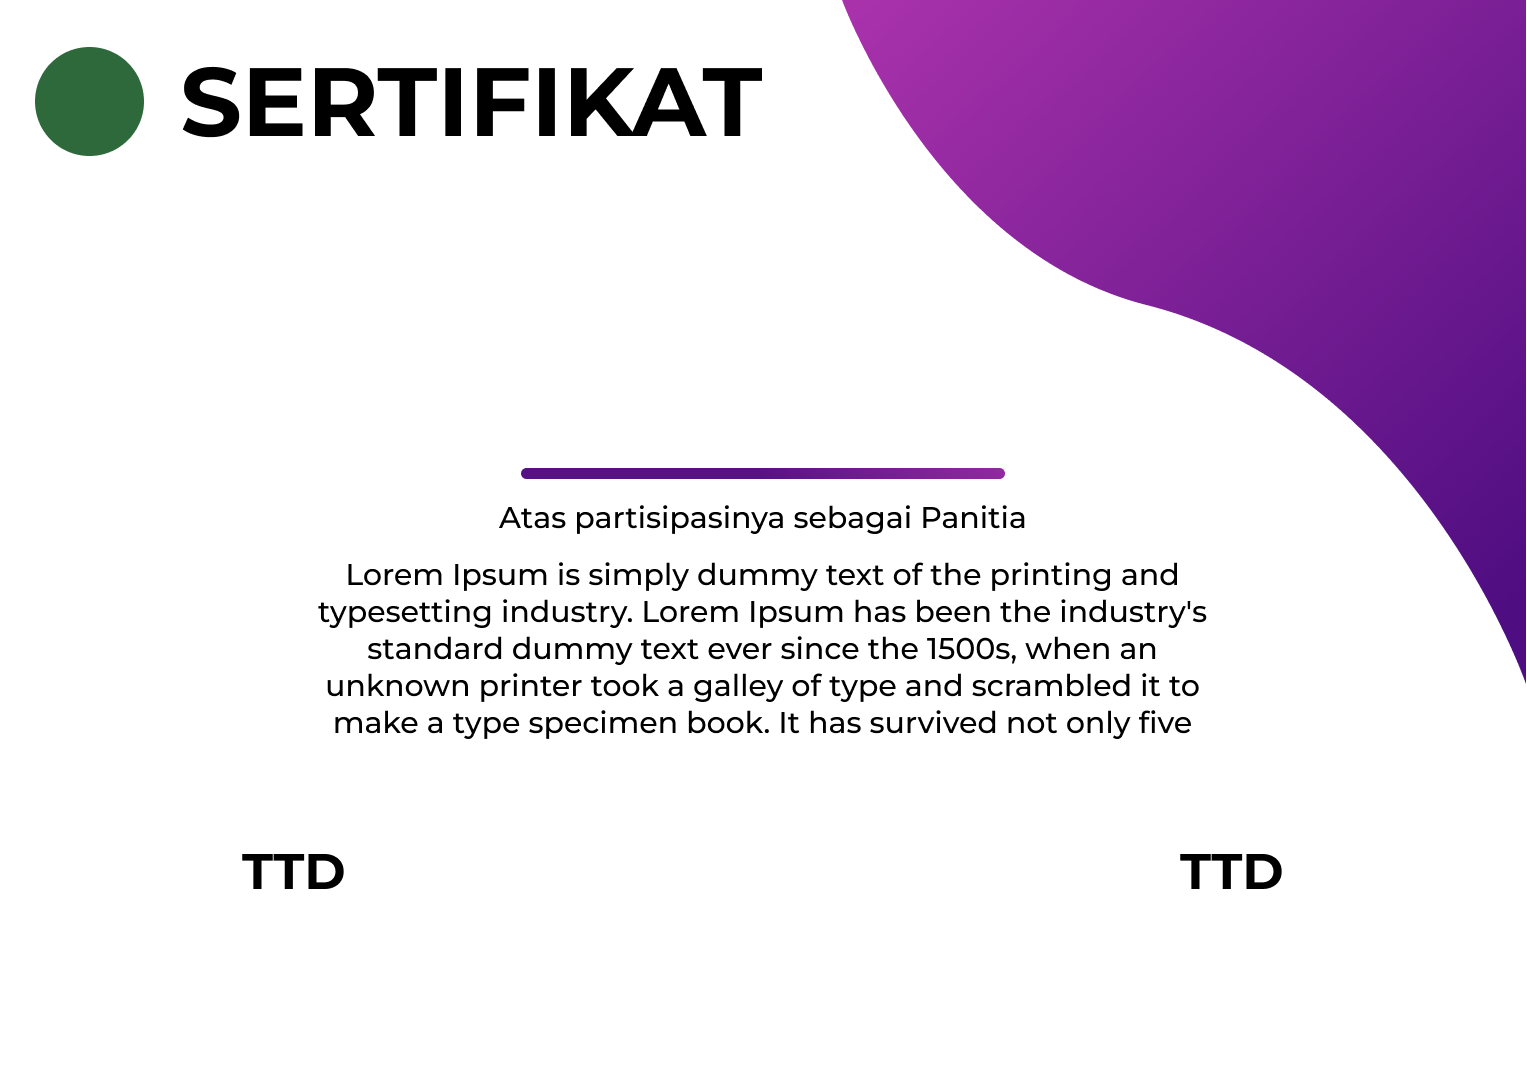 SERTIFIKAT
Atas partisipasinya sebagai Panitia
Lorem Ipsum is simply dummy text of the printing and
typesetting industry. Lorem Ipsum has been the industry's
standard dummy text ever since the 1500s, when an
unknown printer took a galley of type and scrambled it to
make a type specimen book. It has survived not only five
TTD
TTD